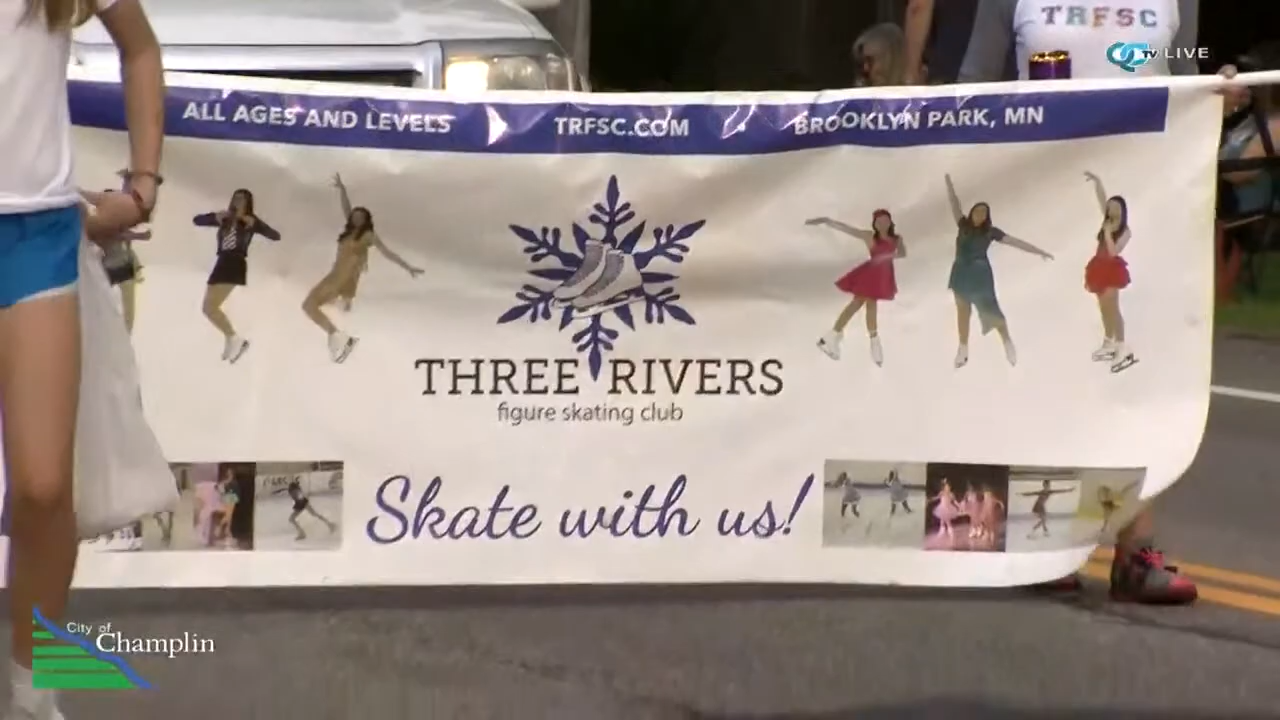 TRFSC
QCTV LIVE
ALL AGES AND LEVELS TRFSC.COM • BROOKLYN PARK, MN
THREE RIVERS
figure skating club
Skate with us!
City of
Champlin